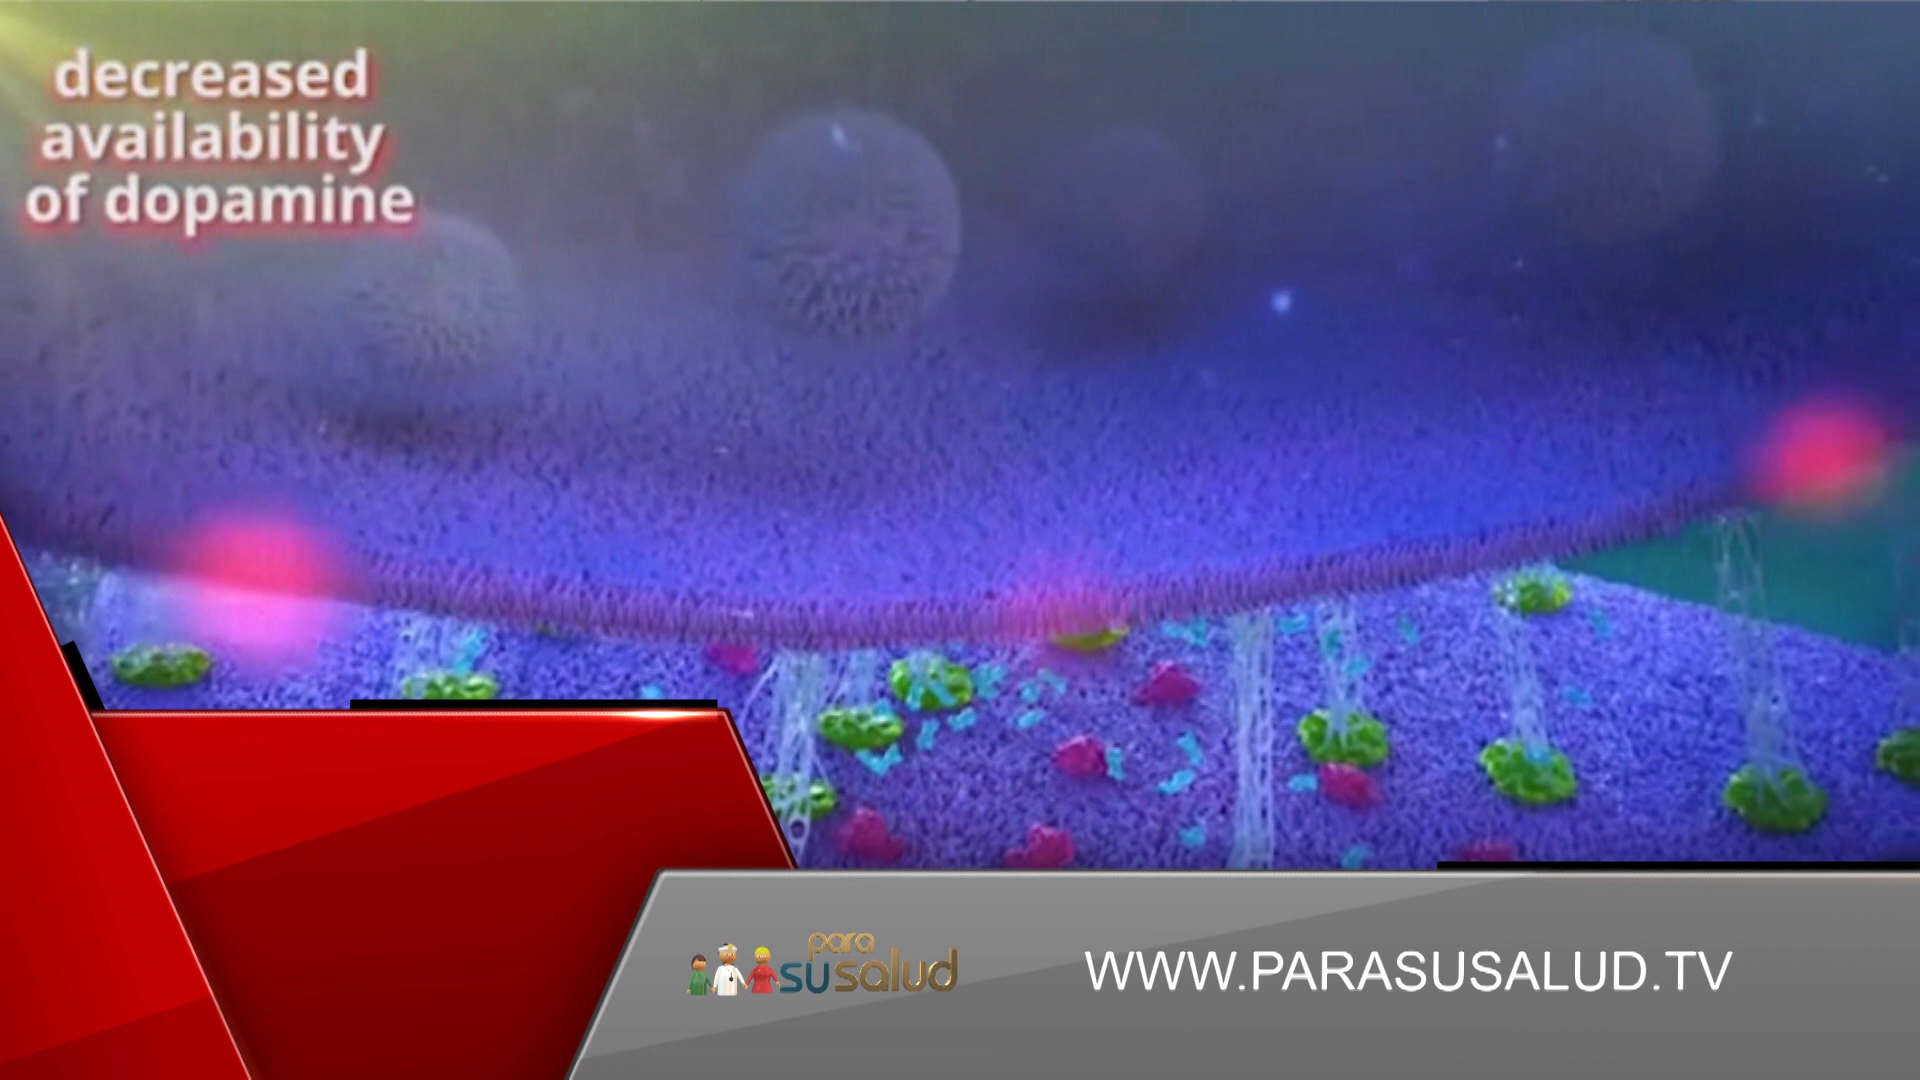 decreased
availability
of dopamine
para
susalud
WWW.PARASUSALUD.TV